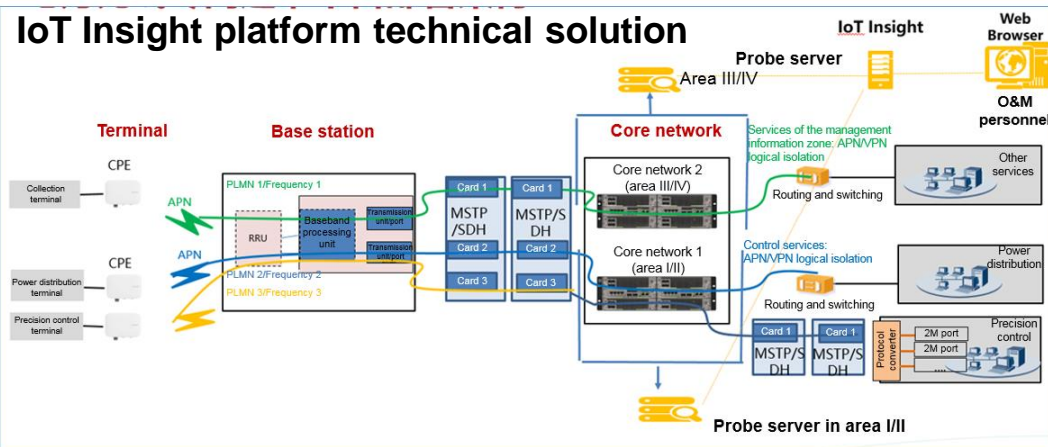 IoT Insight platform technical solution
IoT Insight
Web
Browser
Probe server
Area III/IV
O&M
personnel
Terminal
Base station
Core network
Services of the management
information zone: APN/VPN
logical isolation
CPE
Collection
terminal
APN
PLMN 1/Frequency 1
RRU
Baseband
processing
unit
Transmission
unit/port
Transmission
unit/port
PLMN 2/Frequency 2
PLMN 3/Frequency 3
Card 1
MSTP
/SDH
Card 2
Card 3
Card 1
MSTP/S
DH
Card 2
Card 3
Core network 2
(area III/IV)
Core network 1
(area I/II)
Routing and switching
Other
services
APN
CPE
Power distribution
terminal
Precision control
terminal
Control services:
APN/VPN logical isolation
Routing and switching
Power
distribution
Card 1
MSTP/S
DH
Card 1
MSTP/S
DH
Protocol
converter
2M port
2M port
....
Precision
control
Probe server in area I/II